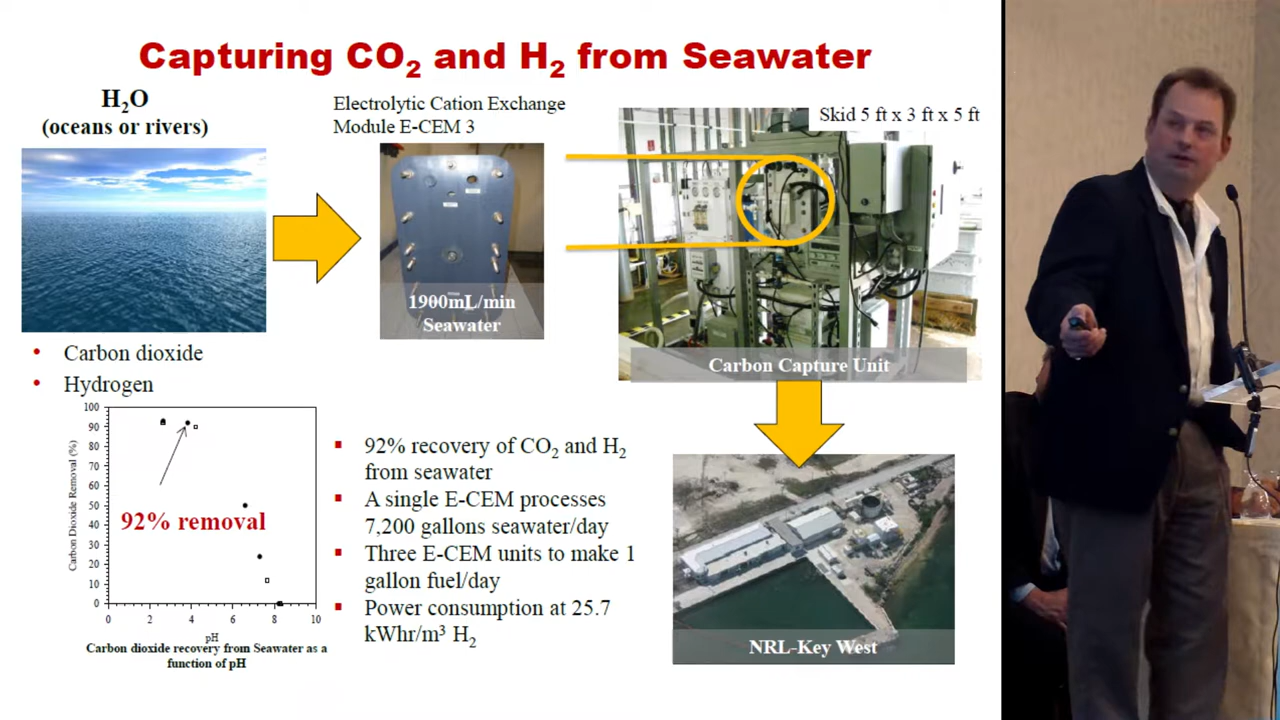 Capturing CO₂ and H₂ from Seawater
H₂O
(oceans or rivers)
Electrolytic Cation Exchange
Module E-CEM 3
Skid 5 ft x 3 ft x 5 ft
1900mL/min
Seawater
Carbon Capture Unit
• Carbon dioxide
• Hydrogen
100
90
80
70
60
50
40
30
20
10
0
Carbon Dioxide Removal (%)
92% removal
0 2 4 6 8 10
pH
Carbon dioxide recovery from Seawater as a
function of pH
▪ 92% recovery of CO₂ and H₂
from seawater
▪ A single E-CEM processes
7,200 gallons seawater/day
▪ Three E-CEM units to make 1
gallon fuel/day
▪ Power consumption at 25.7
kWhr/m³ H₂
NRL-Key West